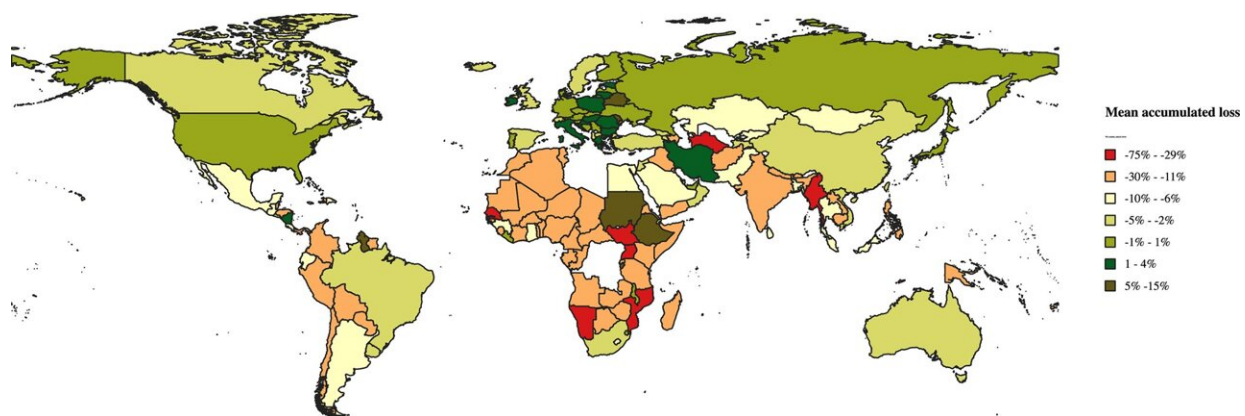 Mean accumulated loss
-75% - -29%
-30% - -11%
-10% - -6%
-5% - -2%
-1% - 1%
1 - 4%
5% -15%